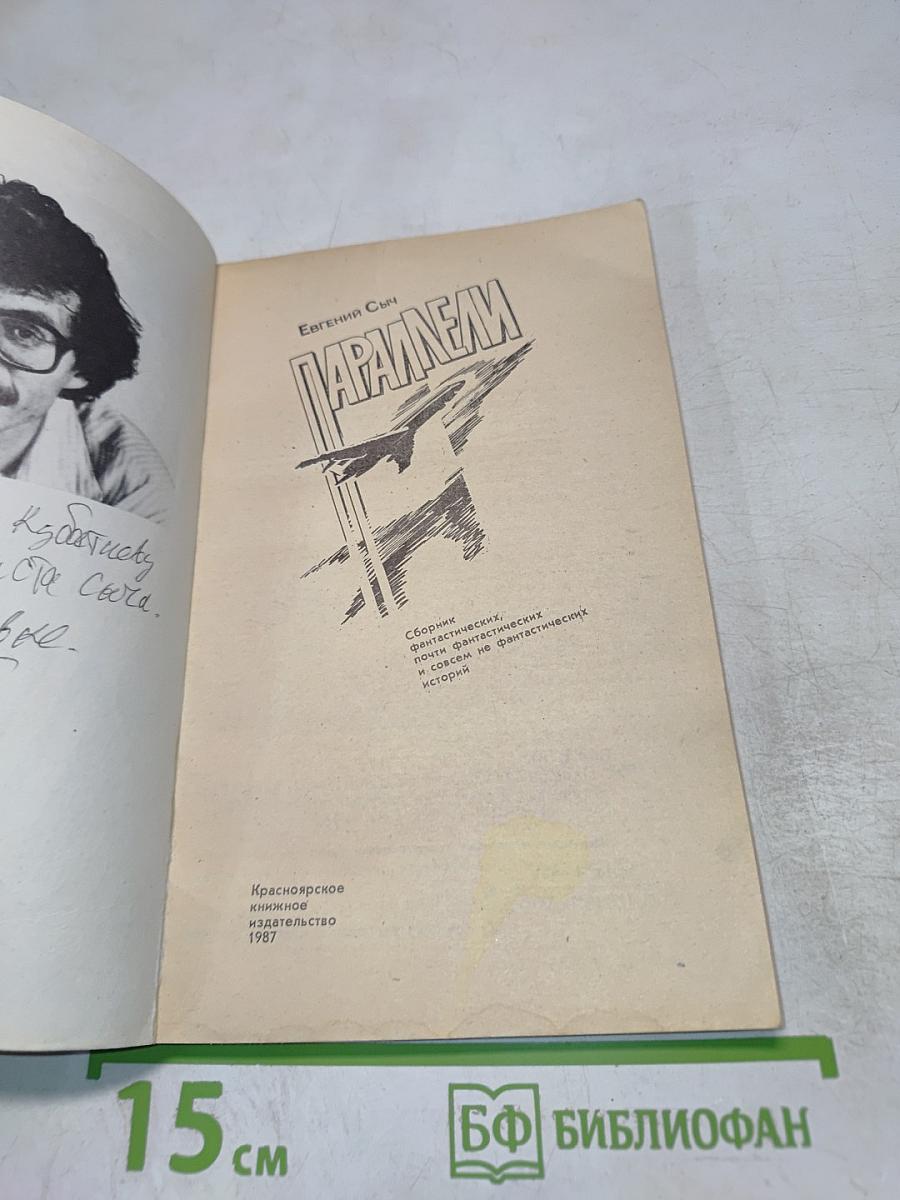 Евгений Сыч
ПАРАЛЛЕЛИ
Сборник
фантастических,
почти фантастических
и совсем не фантастических
историй
Красноярское
книжное
издательство
1987
Сыча.
15 см
БФ БИБЛИОФАН